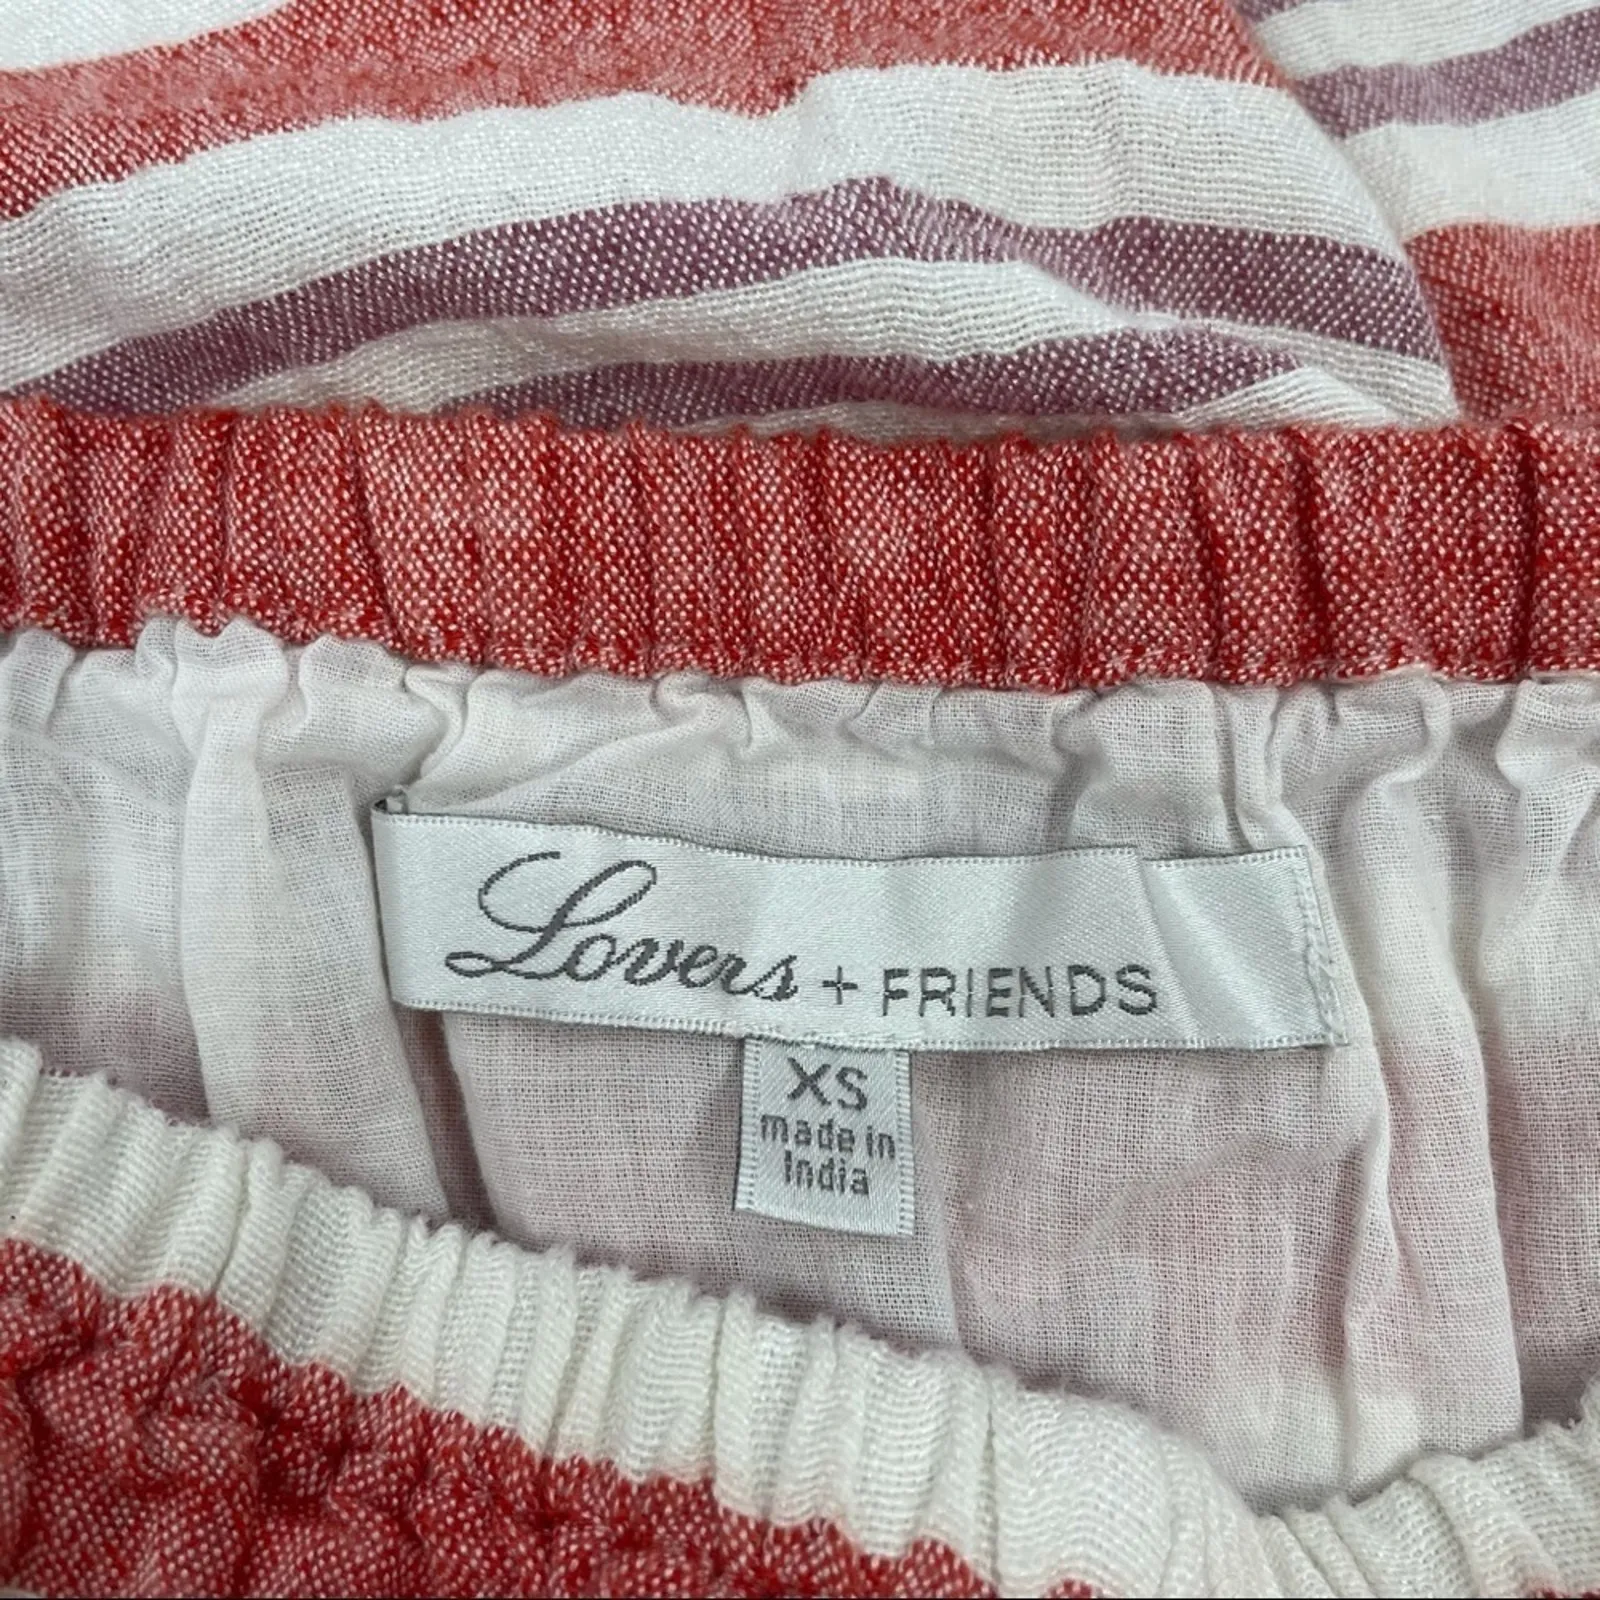 Lovers + FRIENDS
XS
made in
India